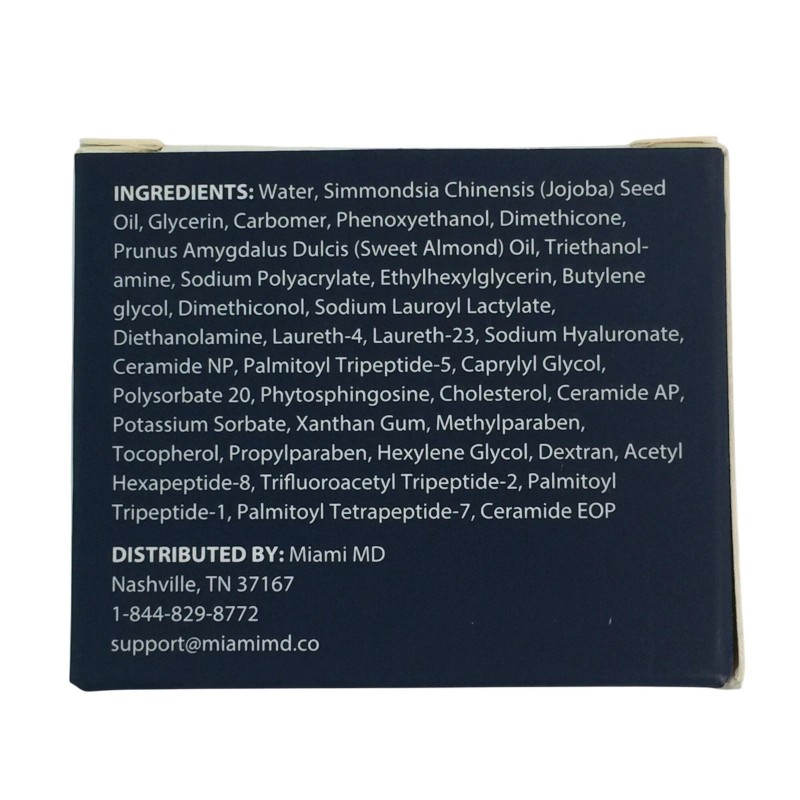 INGREDIENTS: Water, Simmondsia Chinensis (Jojoba) Seed
Oil, Glycerin, Carbomer, Phenoxyethanol, Dimethicone,
Prunus Amygdalus Dulcis (Sweet Almond) Oil, Triethanol-
amine, Sodium Polyacrylate, Ethylhexylglycerin, Butylene
glycol, Dimethiconol, Sodium Lauroyl Lactylate,
Diethanolamine, Laureth-4, Laureth-23, Sodium Hyaluronate,
Ceramide NP, Palmitoyl Tripeptide-5, Caprylyl Glycol,
Polysorbate 20, Phytosphingosine, Cholesterol, Ceramide AP,
Potassium Sorbate, Xanthan Gum, Methylparaben,
Tocopherol, Propylparaben, Hexylene Glycol, Dextran, Acetyl
Hexapeptide-8, Trifluoroacetyl Tripeptide-2, Palmitoyl
Tripeptide-1, Palmitoyl Tetrapeptide-7, Ceramide EOP
DISTRIBUTED BY: Miami MD
Nashville, TN 37167
1-844-829-8772
support@miamimd.co